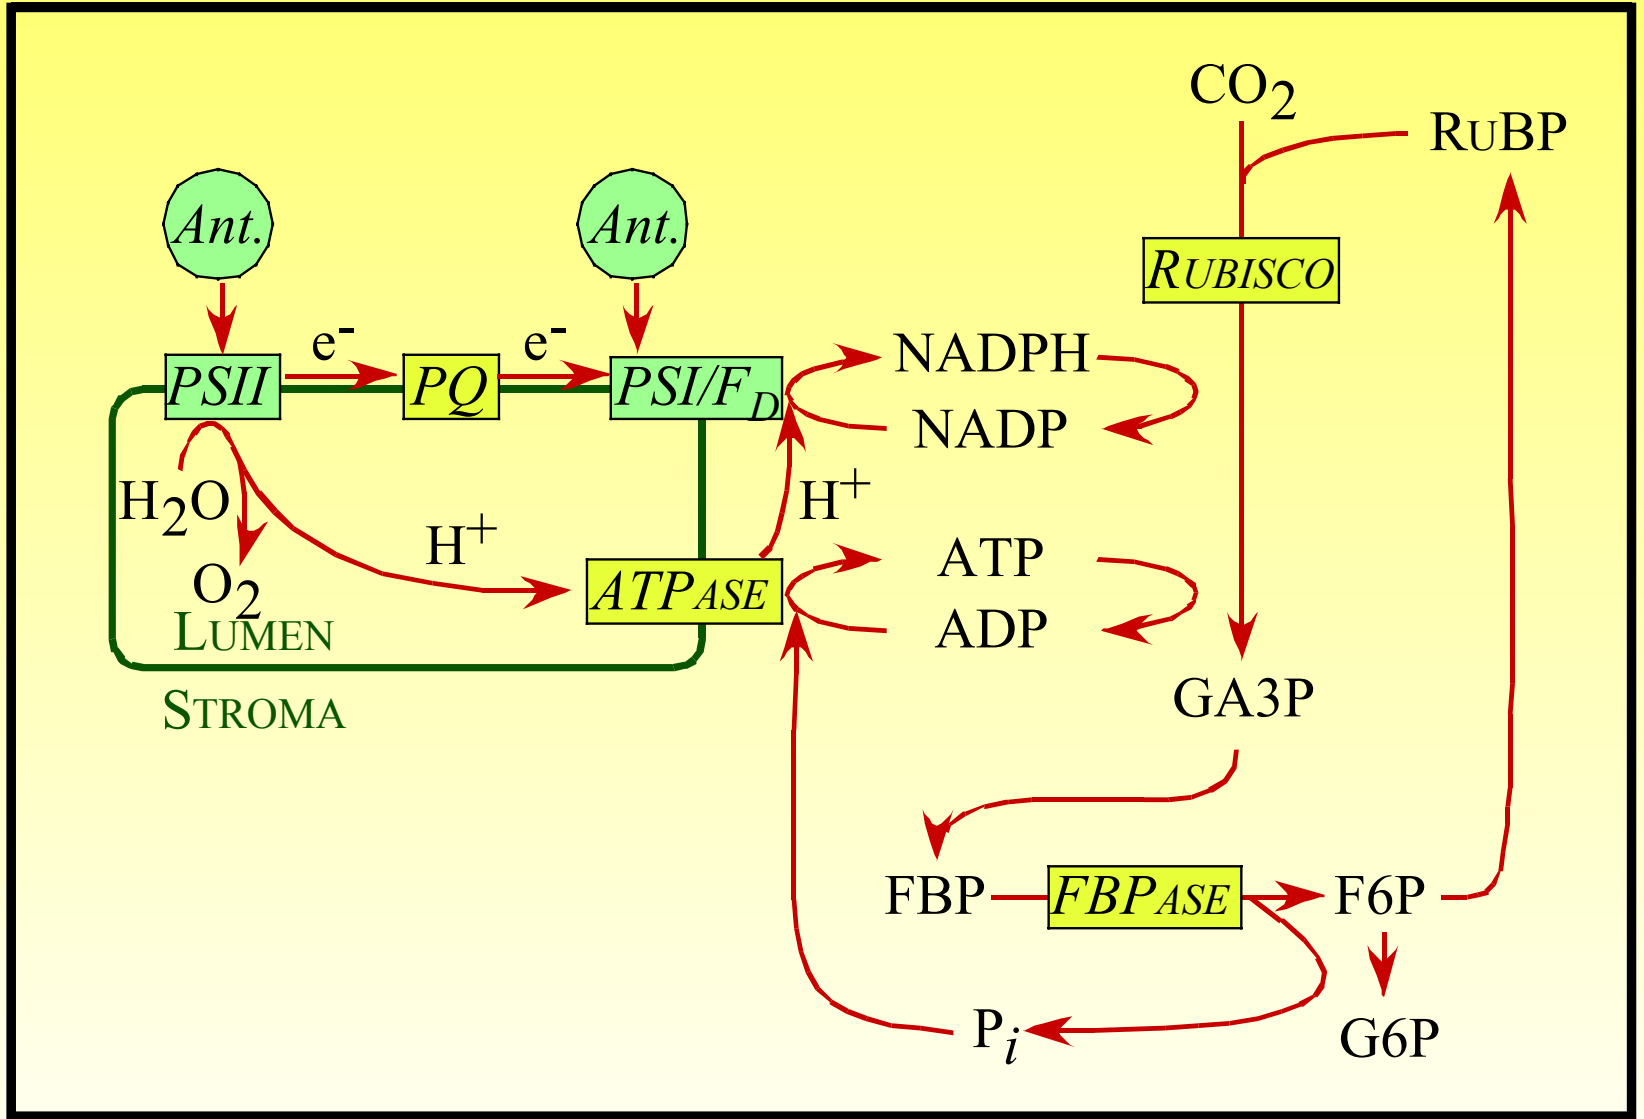 CO2
RUBP
Ant.
Ant.
RUBISCO
e-
e-
NADPH
PSII
PQ
PSI/FD
NADP
H2O
H+
H+
ATP
O2
ATPASE
LUMEN
ADP
GA3P
STROMA
FBP
FBPASE
F6P
Pi
G6P